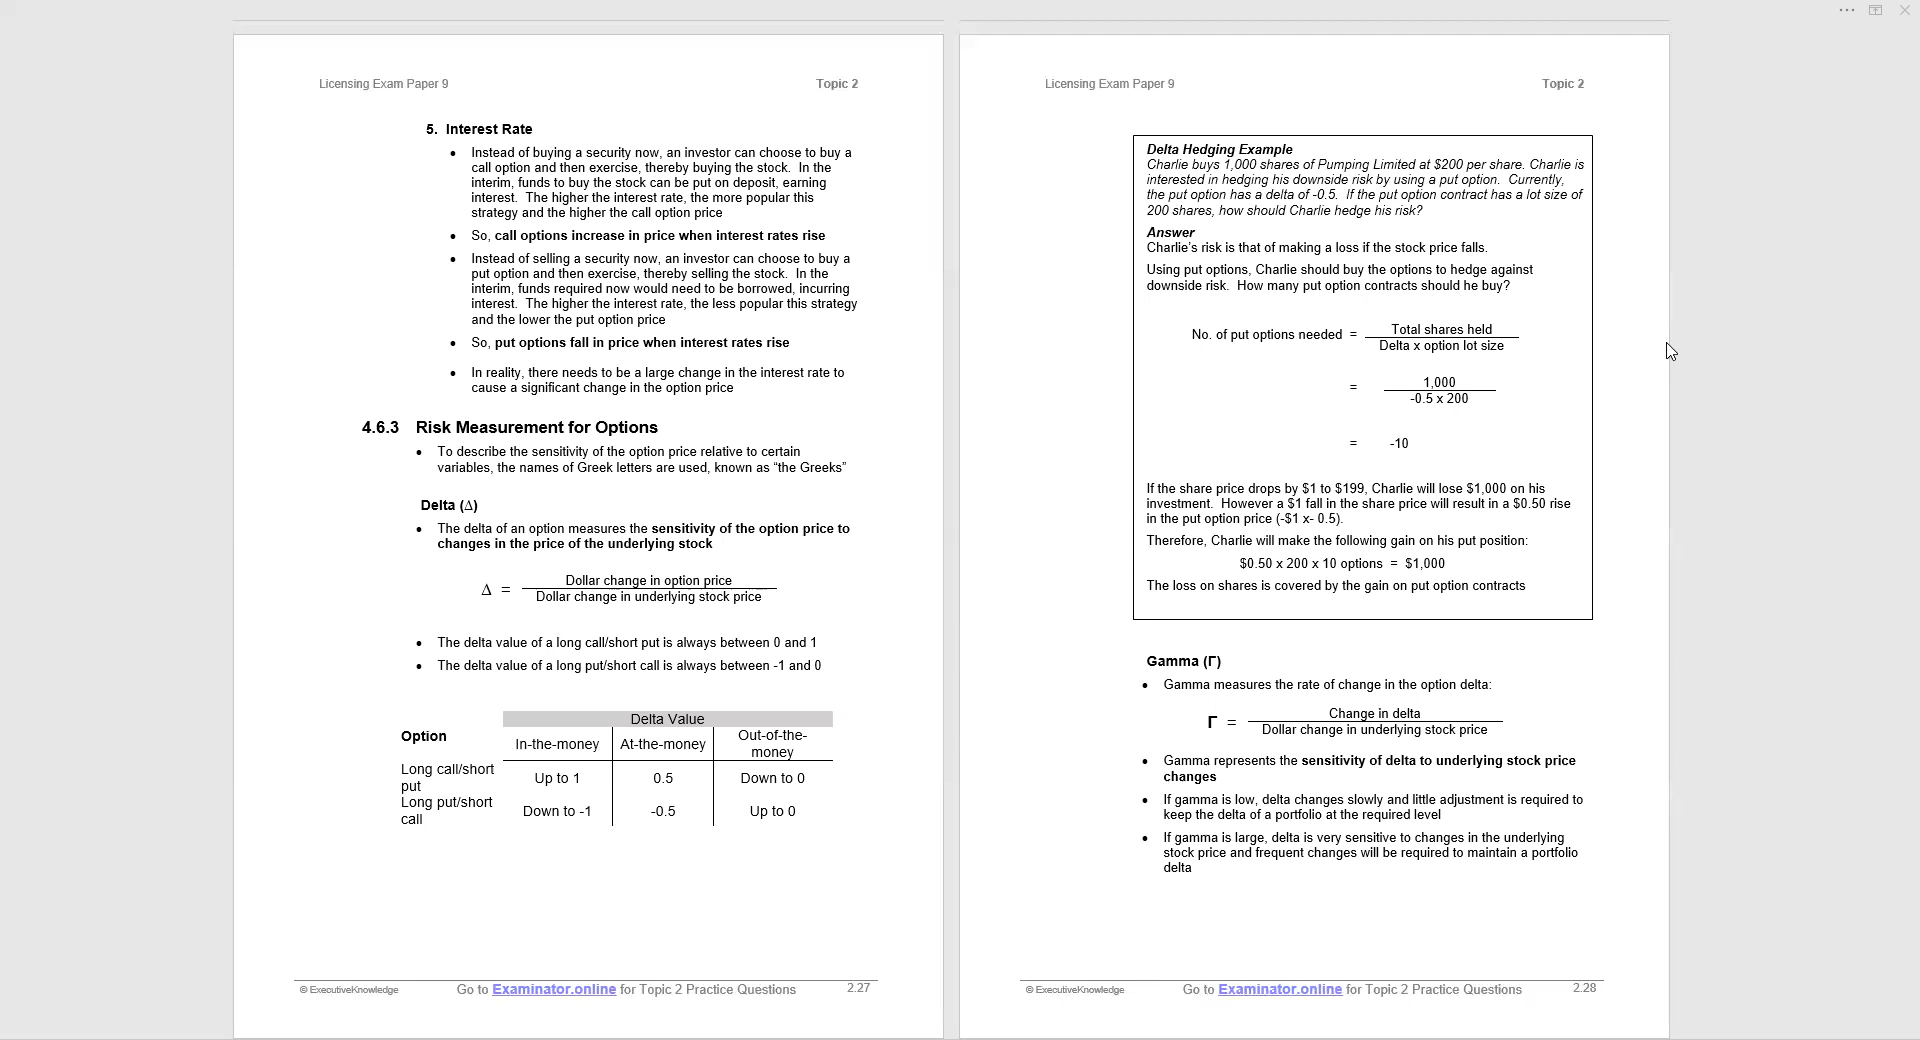 Licensing Exam Paper 9
Topic 2
5. Interest Rate
• Instead of buying a security now, an investor can choose to buy a
call option and then exercise, thereby buying the stock. In the
interim, funds to buy the stock can be put on deposit, earning
interest. The higher the interest rate, the more popular this
strategy and the higher the call option price
• So, call options increase in price when interest rates rise
• Instead of selling a security now, an investor can choose to buy a
put option and then exercise, thereby selling the stock. In the
interim, funds required now would need to be borrowed, incurring
interest. The higher the interest rate, the less popular this strategy
and the lower the put option price
• So, put options fall in price when interest rates rise
• In reality, there needs to be a large change in the interest rate to
cause a significant change in the option price
4.6.3 Risk Measurement for Options
• To describe the sensitivity of the option price relative to certain
variables, the names of Greek letters are used, known as “the Greeks”
Delta (Δ)
• The delta of an option measures the sensitivity of the option price to
changes in the price of the underlying stock
Dollar change in option price
Δ =
Dollar change in underlying stock price
• The delta value of a long call/short put is always between 0 and 1
• The delta value of a long put/short call is always between -1 and 0
Delta Value
Option
In-the-money At-the-money Out-of-the-
money
Long call/short
put
Up to 1 0.5 Down to 0
Long put/short
call
Down to -1 -0.5 Up to 0
© ExecutiveKnowledge Go to Examinator.online for Topic 2 Practice Questions 2.27
Licensing Exam Paper 9
Topic 2
Delta Hedging Example
Charlie buys 1,000 shares of Pumping Limited at $200 per share. Charlie is
interested in hedging his downside risk by using a put option. Currently,
the put option has a delta of -0.5. If the put option contract has a lot size of
200 shares, how should Charlie hedge his risk?
Answer
Charlie’s risk is that of making a loss if the stock price falls.
Using put options, Charlie should buy the options to hedge against
downside risk. How many put option contracts should he buy?
Total shares held
No. of put options needed =
Delta x option lot size
1,000
=
-0.5 x 200
= -10
If the share price drops by $1 to $199, Charlie will lose $1,000 on his
investment. However a $1 fall in the share price will result in a $0.50 rise
in the put option price (-$1 x- 0.5).
Therefore, Charlie will make the following gain on his put position:
$0.50 x 200 x 10 options = $1,000
The loss on shares is covered by the gain on put option contracts
Gamma (Γ)
• Gamma measures the rate of change in the option delta:
Change in delta
Γ =
Dollar change in underlying stock price
• Gamma represents the sensitivity of delta to underlying stock price
changes
• If gamma is low, delta changes slowly and little adjustment is required to
keep the delta of a portfolio at the required level
• If gamma is large, delta is very sensitive to changes in the underlying
stock price and frequent changes will be required to maintain a portfolio
delta
© ExecutiveKnowledge Go to Examinator.online for Topic 2 Practice Questions 2.28